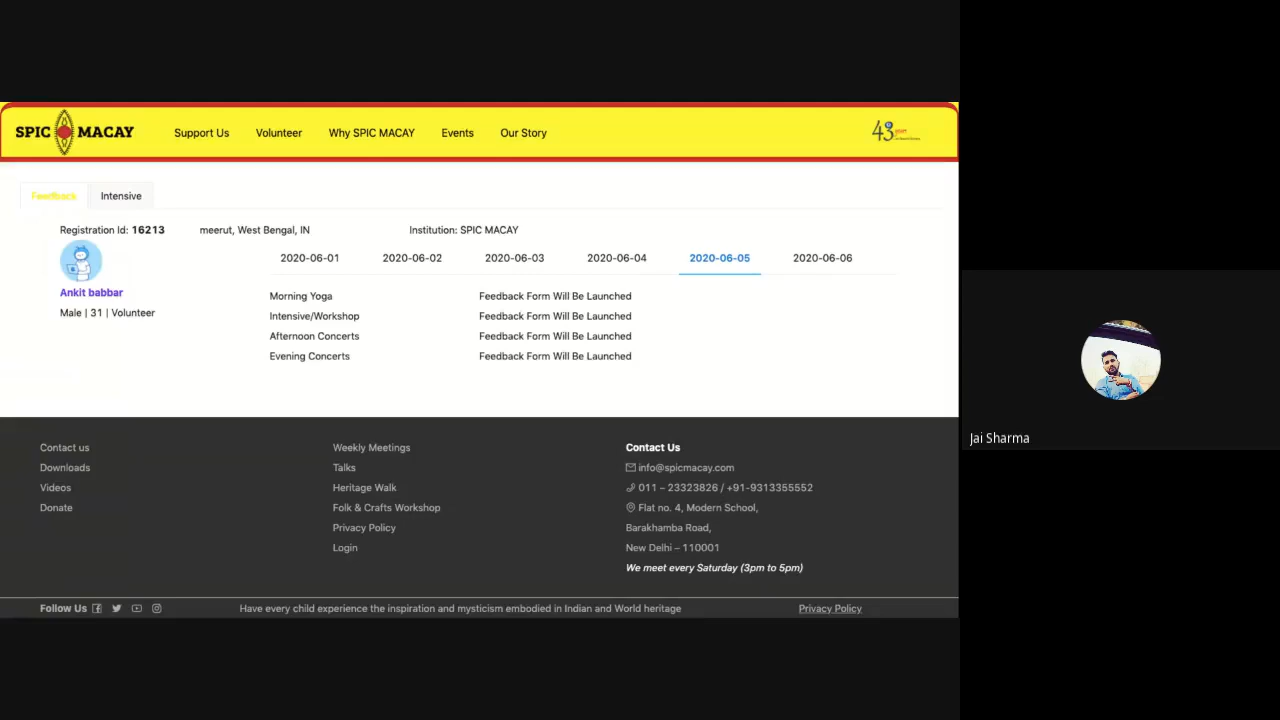 SPIC MACAY
Support Us
Volunteer
Why SPIC MACAY
Events
Our Story
43
Feedback
Intensive
Registration Id: 16213
meerut, West Bengal, IN
Institution: SPIC MACAY
Ankit babbar
Male | 31 | Volunteer
2020-06-01
2020-06-02
2020-06-03
2020-06-04
2020-06-05
2020-06-06
Morning Yoga Feedback Form Will Be Launched
Intensive/Workshop Feedback Form Will Be Launched
Afternoon Concerts Feedback Form Will Be Launched
Evening Concerts Feedback Form Will Be Launched
Jai Sharma
Contact us
Downloads
Videos
Donate
Weekly Meetings
Talks
Heritage Walk
Folk & Crafts Workshop
Privacy Policy
Login
Contact Us
info@spicmacay.com
011 – 23323826 / +91-9313355552
Flat no. 4, Modern School,
Barakhamba Road,
New Delhi – 110001
We meet every Saturday (3pm to 5pm)
Follow Us
Have every child experience the inspiration and mysticism embodied in Indian and World heritage
Privacy Policy